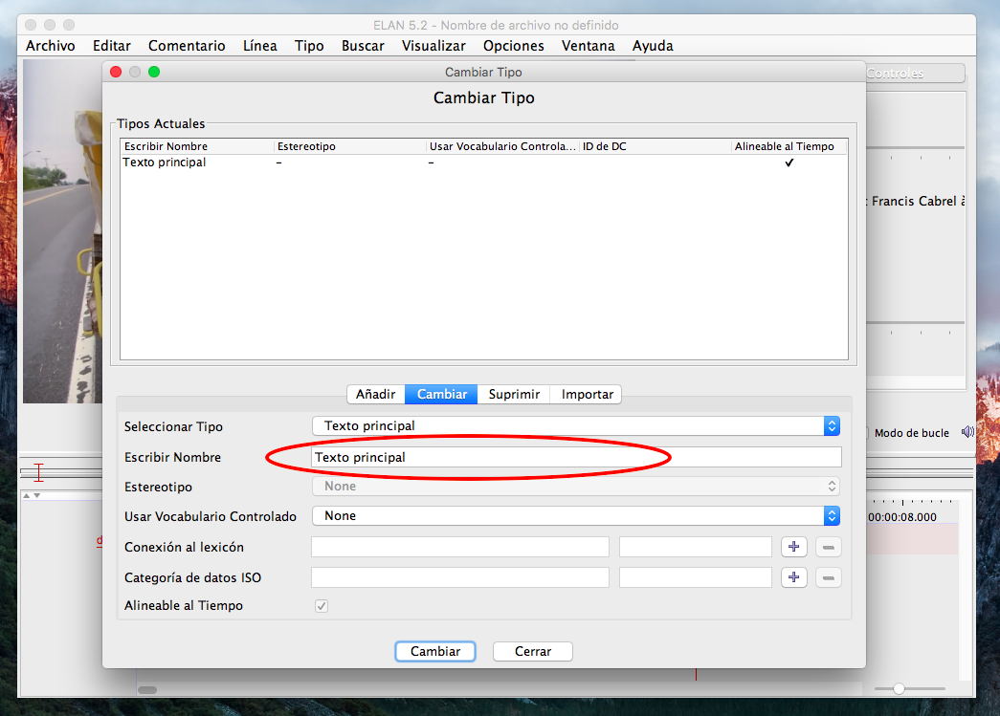 ELAN 5.2 - Nombre de archivo no definido
Archivo Editar Comentario Línea Tipo Buscar Visualizar Opciones Ventana Ayuda
Cambiar Tipo
Controles
Cambiar Tipo
Tipos Actuales
Escribir Nombre Estereotipo Usar Vocabulario Controla... ID de DC Alineable al Tiempo
Texto principal – – ✔
: Francis Cabrel à
Añadir Cambiar Suprimir Importar
Seleccionar Tipo Texto principal
Modo de bucle
Escribir Nombre Texto principal
Estereotipo None
Usar Vocabulario Controlado None
00:00:08.000
Conexión al lexicón
Categoría de datos ISO
Alineable al Tiempo
Cambiar Cerrar